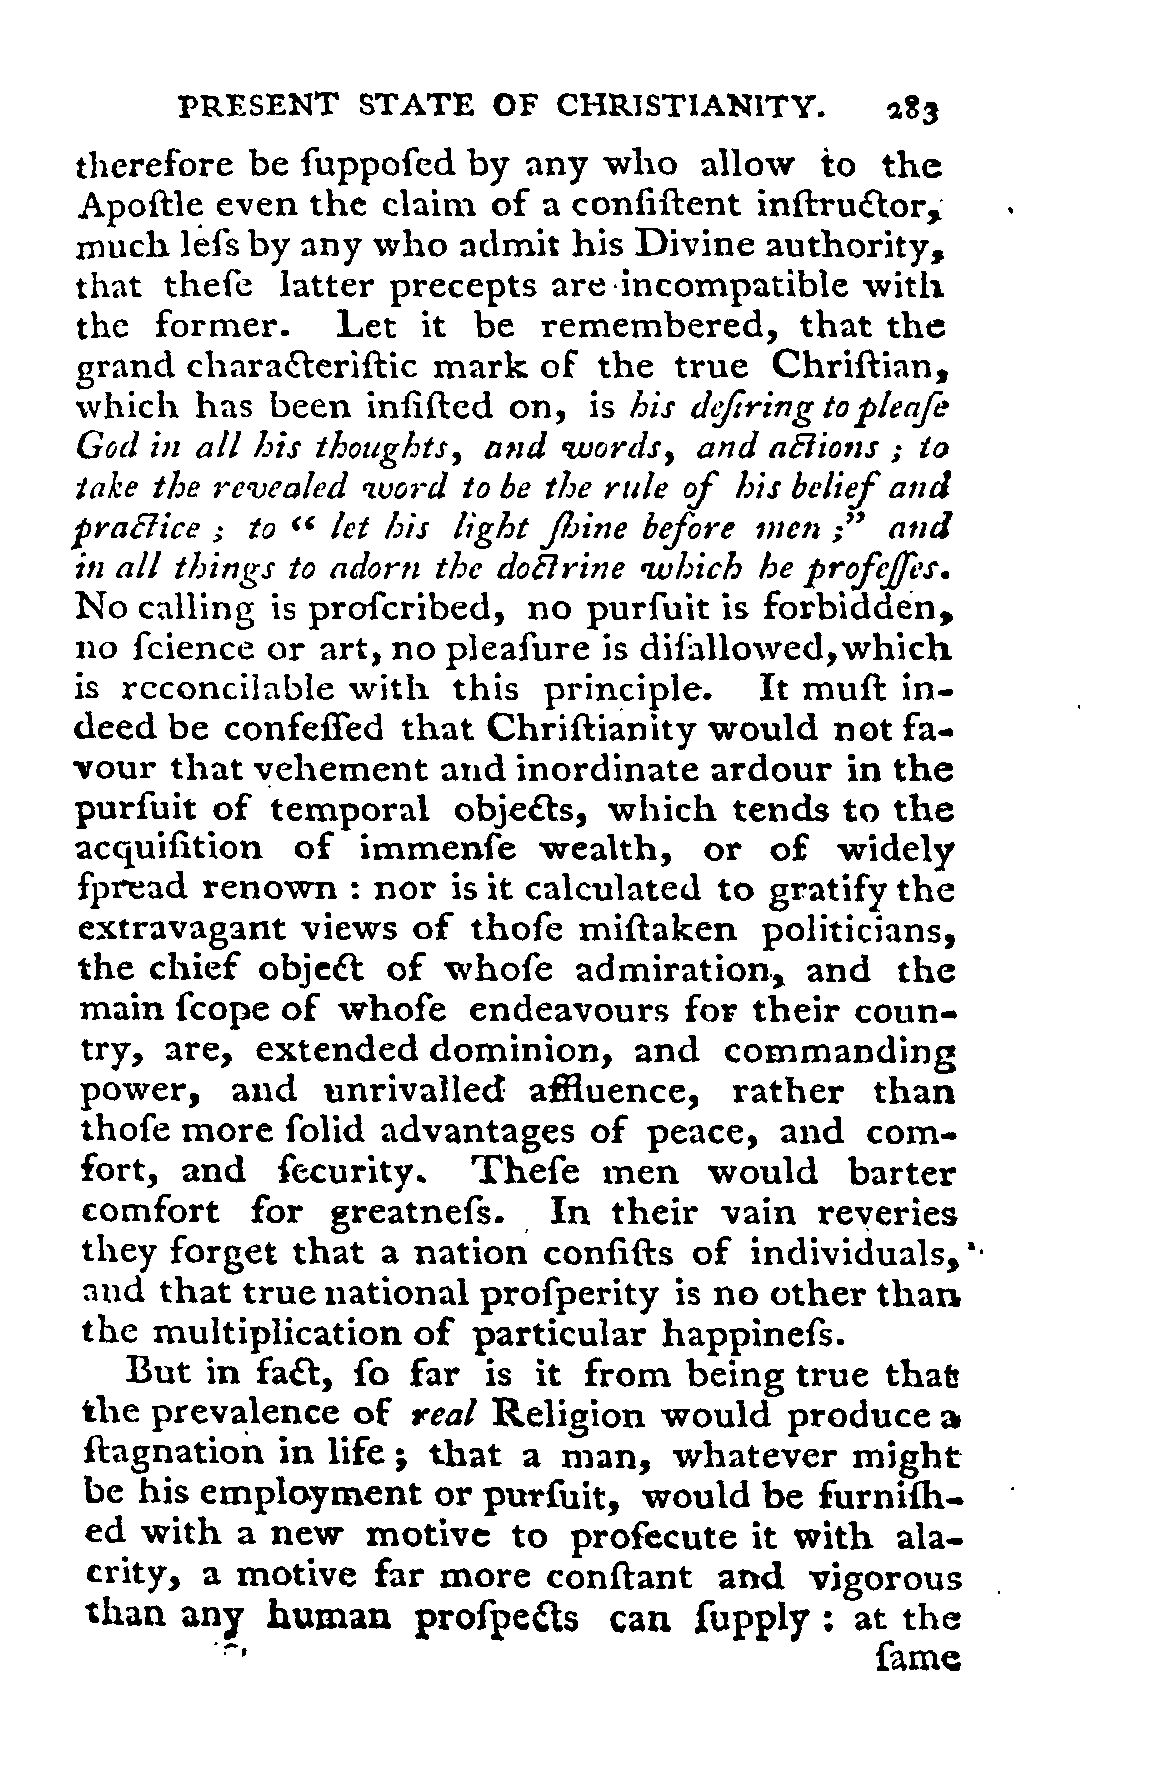 PRESENT STATE OF CHRISTIANITY. 283
therefore be ſuppoſed by any who allow to the
Apoſtle even the claim of a conſiſtent inſtructor,
much leſs by any who admit his Divine authority,
that theſe latter precepts are incompatible with
the former. Let it be remembered, that the
grand characteriſtic mark of the true Chriſtian,
which has been inſiſted on, is his deſiring to pleaſe
God in all his thoughts, and words, and actions ; to
take the revealed word to be the rule of his belief and
practice ; to “ let his light ſhine before men ;” and
in all things to adorn the doctrine which he profeſſes.
No calling is proſcribed, no purſuit is forbidden,
no ſcience or art, no pleaſure is diſallowed, which
is reconcilable with this principle. It muſt in-
deed be confeſſed that Chriſtianity would not fa-
vour that vehement and inordinate ardour in the
purſuit of temporal objects, which tends to the
acquiſition of immenſe wealth, or of widely
ſpread renown : nor is it calculated to gratify the
extravagant views of thoſe miſtaken politicians,
the chief object of whoſe admiration, and the
main ſcope of whoſe endeavours for their coun-
try, are, extended dominion, and commanding
power, and unrivalled affluence, rather than
thoſe more ſolid advantages of peace, and com-
fort, and ſecurity. Theſe men would barter
comfort for greatneſs. In their vain reveries
they forget that a nation conſiſts of individuals,
and that true national proſperity is no other than
the multiplication of particular happineſs.
But in fact, ſo far is it from being true that
the prevalence of real Religion would produce a
ſtagnation in life ; that a man, whatever might
be his employment or purſuit, would be furniſh-
ed with a new motive to proſecute it with ala-
crity, a motive far more conſtant and vigorous
than any human proſpects can ſupply : at the
ſame